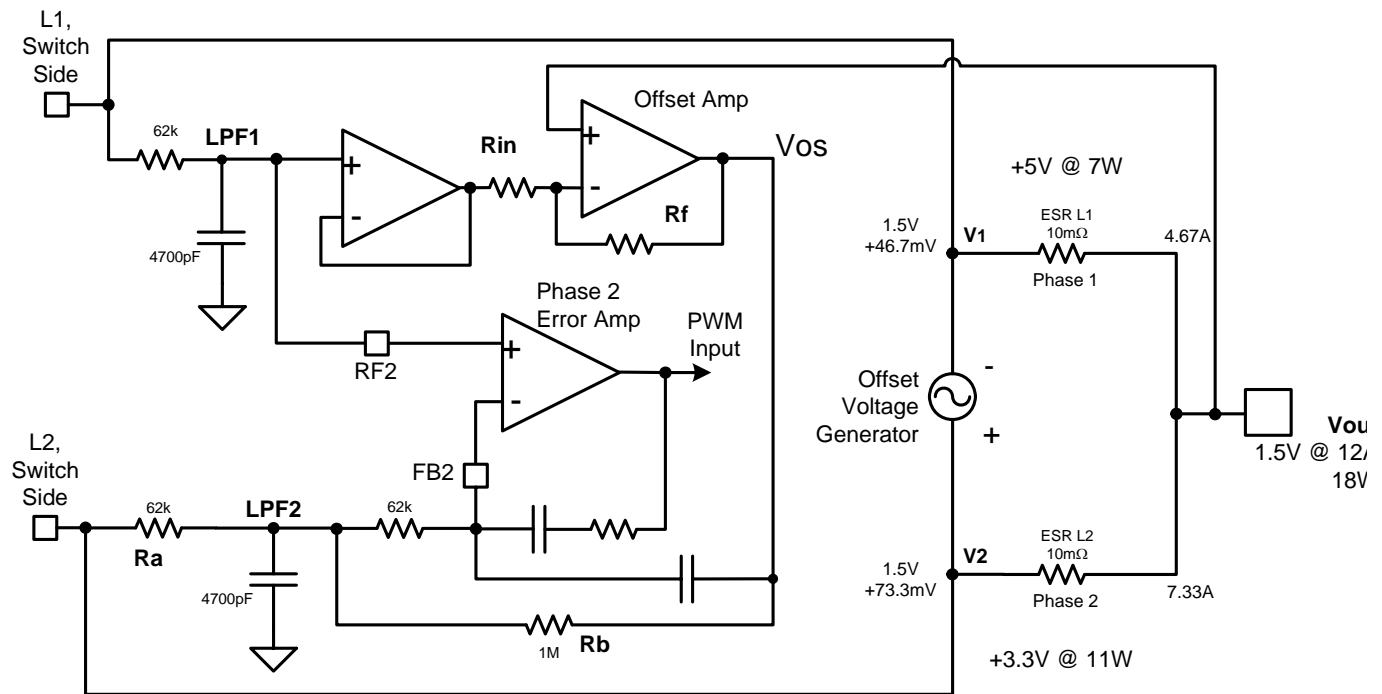 L1,
Switch
Side
62k
LPF1
4700pF
+
-
Rin
Offset Amp
+
-
Rf
Vos
+5V @ 7W
1.5V
+46.7mV
V1
ESR L1
10mΩ
Phase 1
4.67A
Phase 2
Error Amp
+
-
PWM
Input
RF2
FB2
Offset
Voltage
Generator
-
+
Vou
1.5V @ 12A
18W
L2,
Switch
Side
62k
Ra
LPF2
4700pF
62k
1M
Rb
1.5V
+73.3mV
V2
ESR L2
10mΩ
Phase 2
7.33A
+3.3V @ 11W